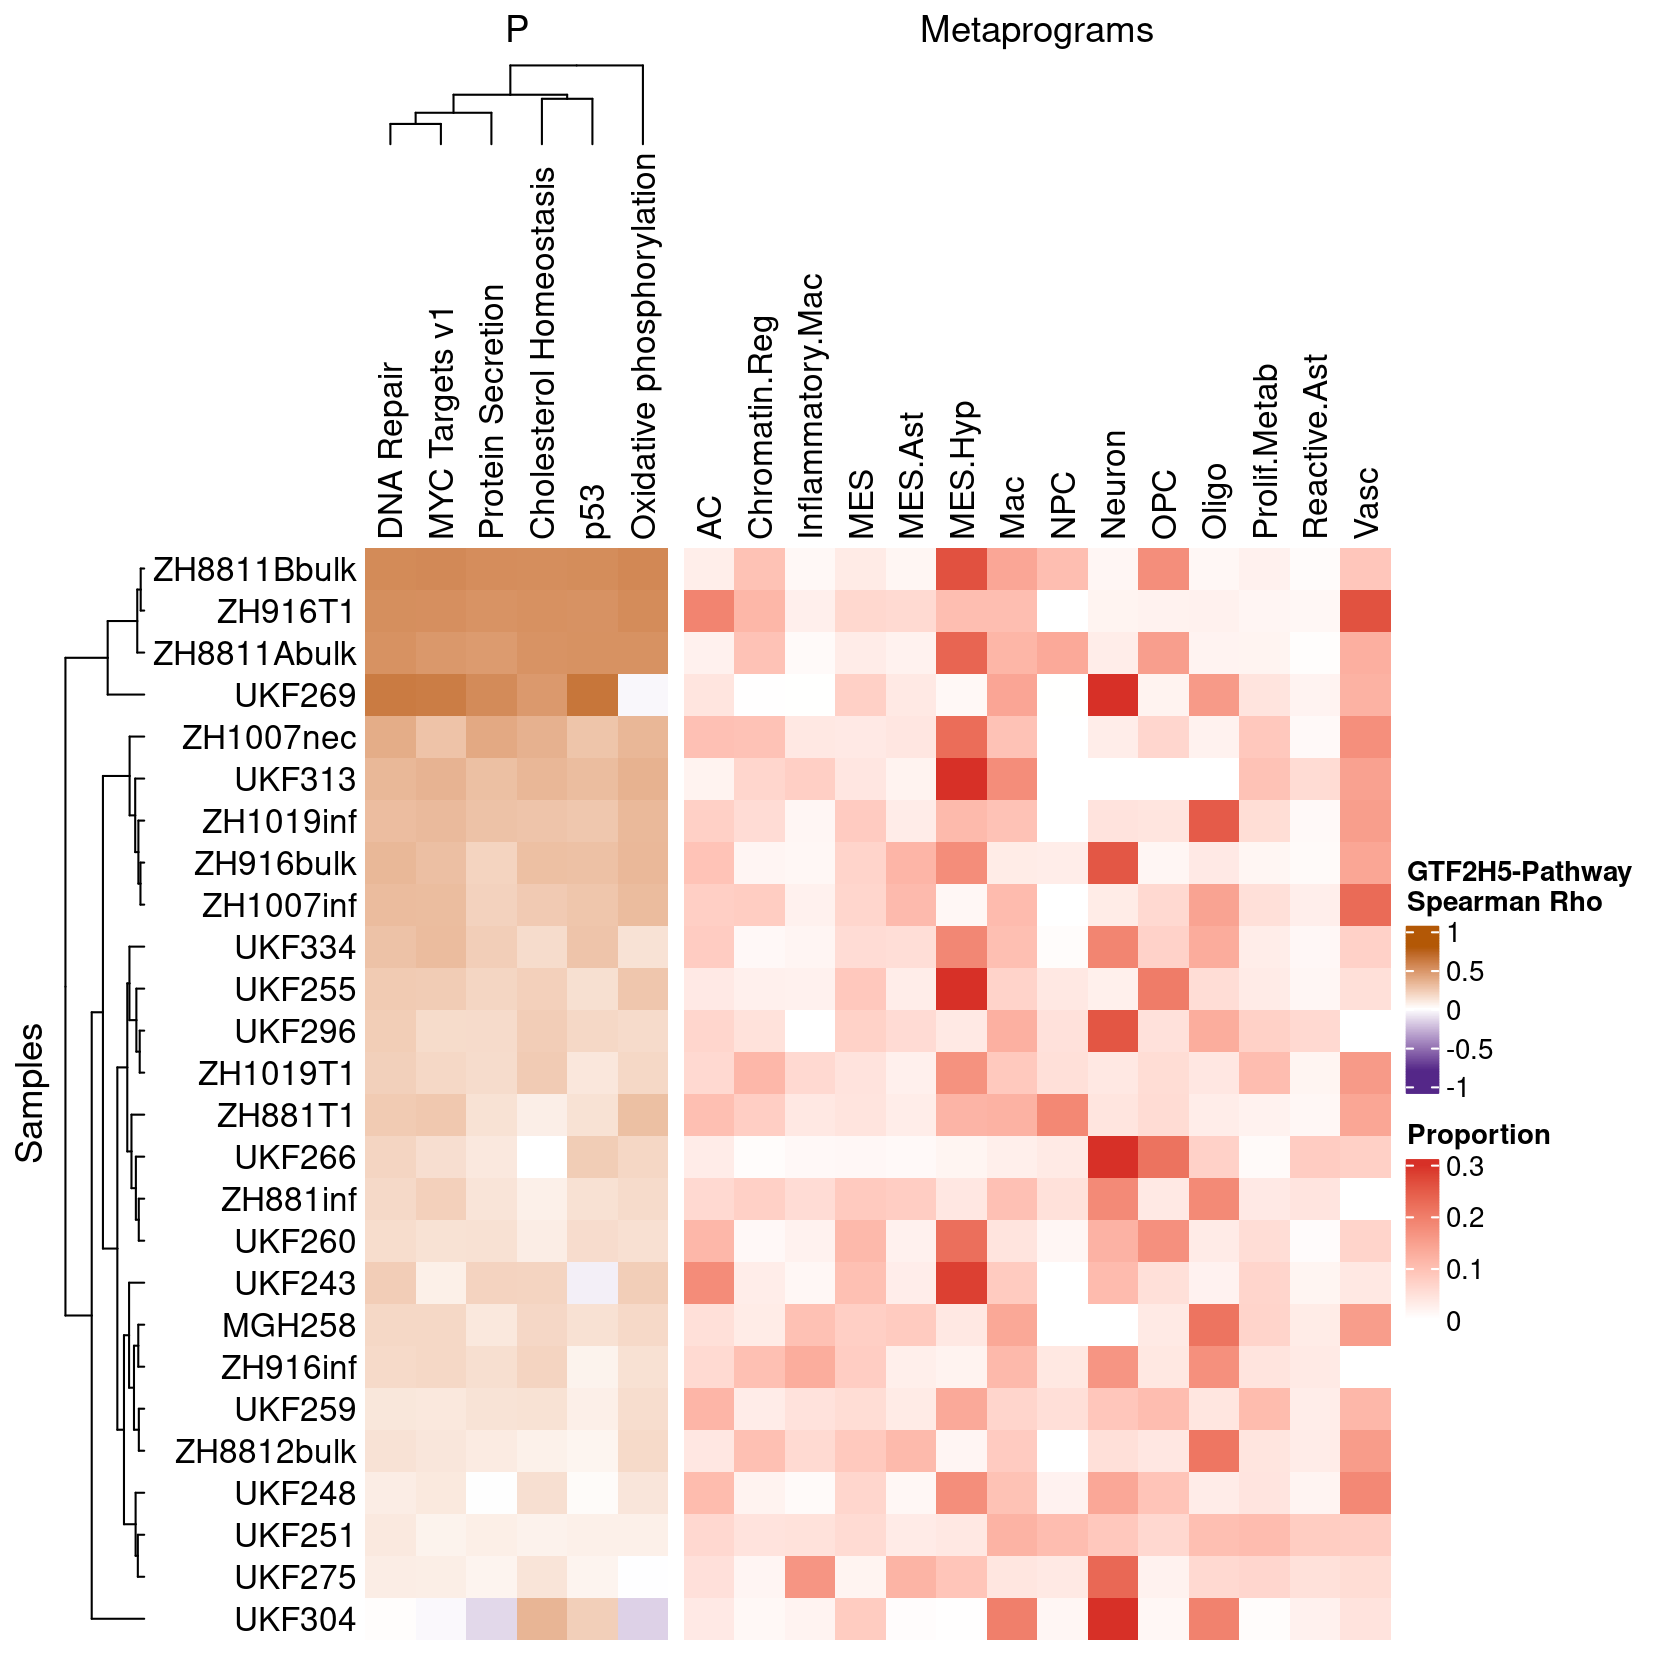 P
Metaprograms
DNA Repair
MYC Targets v1
Protein Secretion
Cholesterol Homeostasis
p53
Oxidative phosphorylation
AC
Chromatin.Reg
Inflammatory.Mac
MES
MES.Ast
MES.Hyp
Mac
NPC
Neuron
OPC
Oligo
Prolif.Metab
Reactive.Ast
Vasc
Samples
ZH8811Bbulk
ZH916T1
ZH8811Abulk
UKF269
ZH1007nec
UKF313
ZH1019inf
ZH916bulk
ZH1007inf
UKF334
UKF255
UKF296
ZH1019T1
ZH881T1
UKF266
ZH881inf
UKF260
UKF243
MGH258
ZH916inf
UKF259
ZH8812bulk
UKF248
UKF251
UKF275
UKF304
GTF2H5-Pathway
Spearman Rho
1
0.5
0
-0.5
-1
Proportion
0.3
0.2
0.1
0